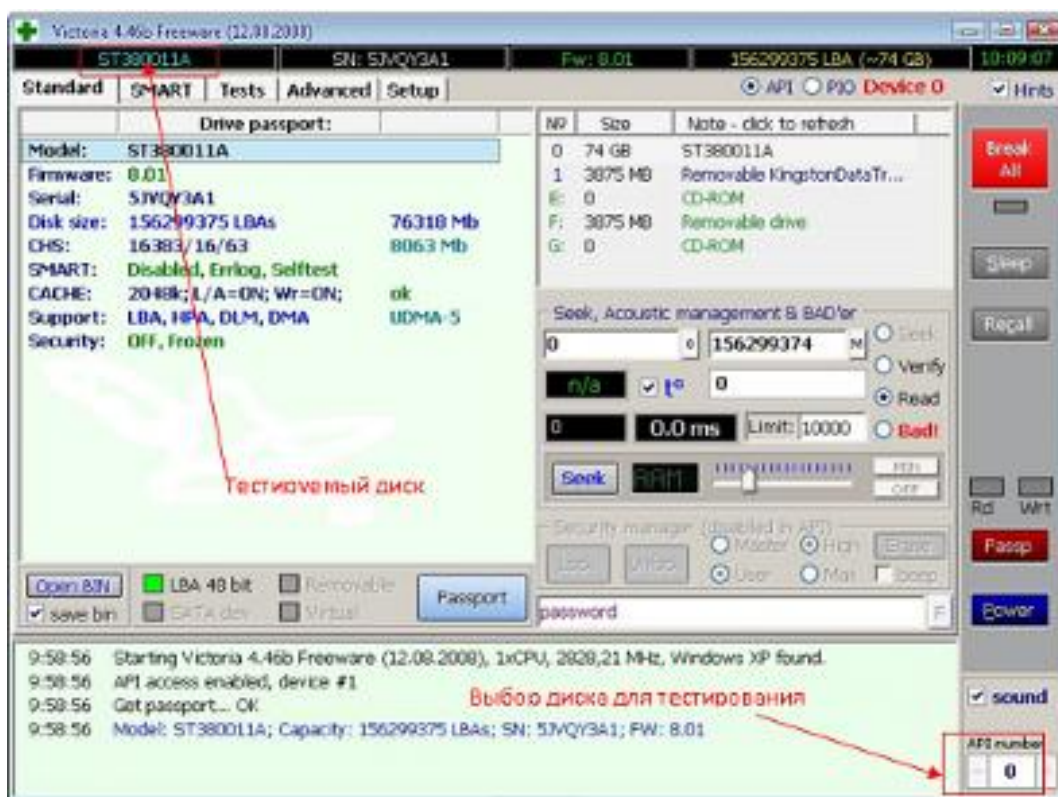 Victoria 4.46b Freeware (12.08.2008)
ST380011A SN: 5JVQY3A1 Fw: 8.01 156299375 LBA (~74 GB) 10:09:07
Standard SMART Tests Advanced Setup API PIO Device 0 Hints
Drive passport:
Model: ST380011A
Firmware: 8.01
Serial: 5JVQY3A1
Disk size: 156299375 LBAs 76318 Mb
CHS: 16383/16/63 8063 Mb
SMART: Disabled, Errlog, Selftest
CACHE: 2048k; L/A=ON; Wr=ON; ok
Support: LBA, HPA, DLM, DMA UDMA-5
Security: OFF, Frozen
Тестируемый диск
Open BIN LBA 48 bit Removable
save bin SATA dev. Virtual
Passport
№ Size Note - click to refresh
0 74 GB ST380011A
1 3875 MB Removable KingstonDataTr...
E: 0 CD-ROM
F: 3875 MB Removable drive
G: 0 CD-ROM
Seek, Acoustic management & BAD'er
0 0 156299374 M Seek
n/a t° 0 Verify
Read
0 0.0 ms Limit: 10000 Bad!
Seek RAM MIN
OFF
Security manager (disabled in API)
Lock Unlock Master High Erase
User Max beep
password F
Break
All
Sleep
Recall
Rd Wrt
Passp
Power
sound
API number
0
9:58:56 Starting Victoria 4.46b Freeware (12.08.2008), 1xCPU, 2828,21 MHz, Windows XP found.
9:58:56 API access enabled, device #1
9:58:56 Get passport... OK
9:58:56 Model: ST380011A; Capacity: 156299375 LBAs; SN: 5JVQY3A1; FW: 8.01
Выбор диска для тестирования